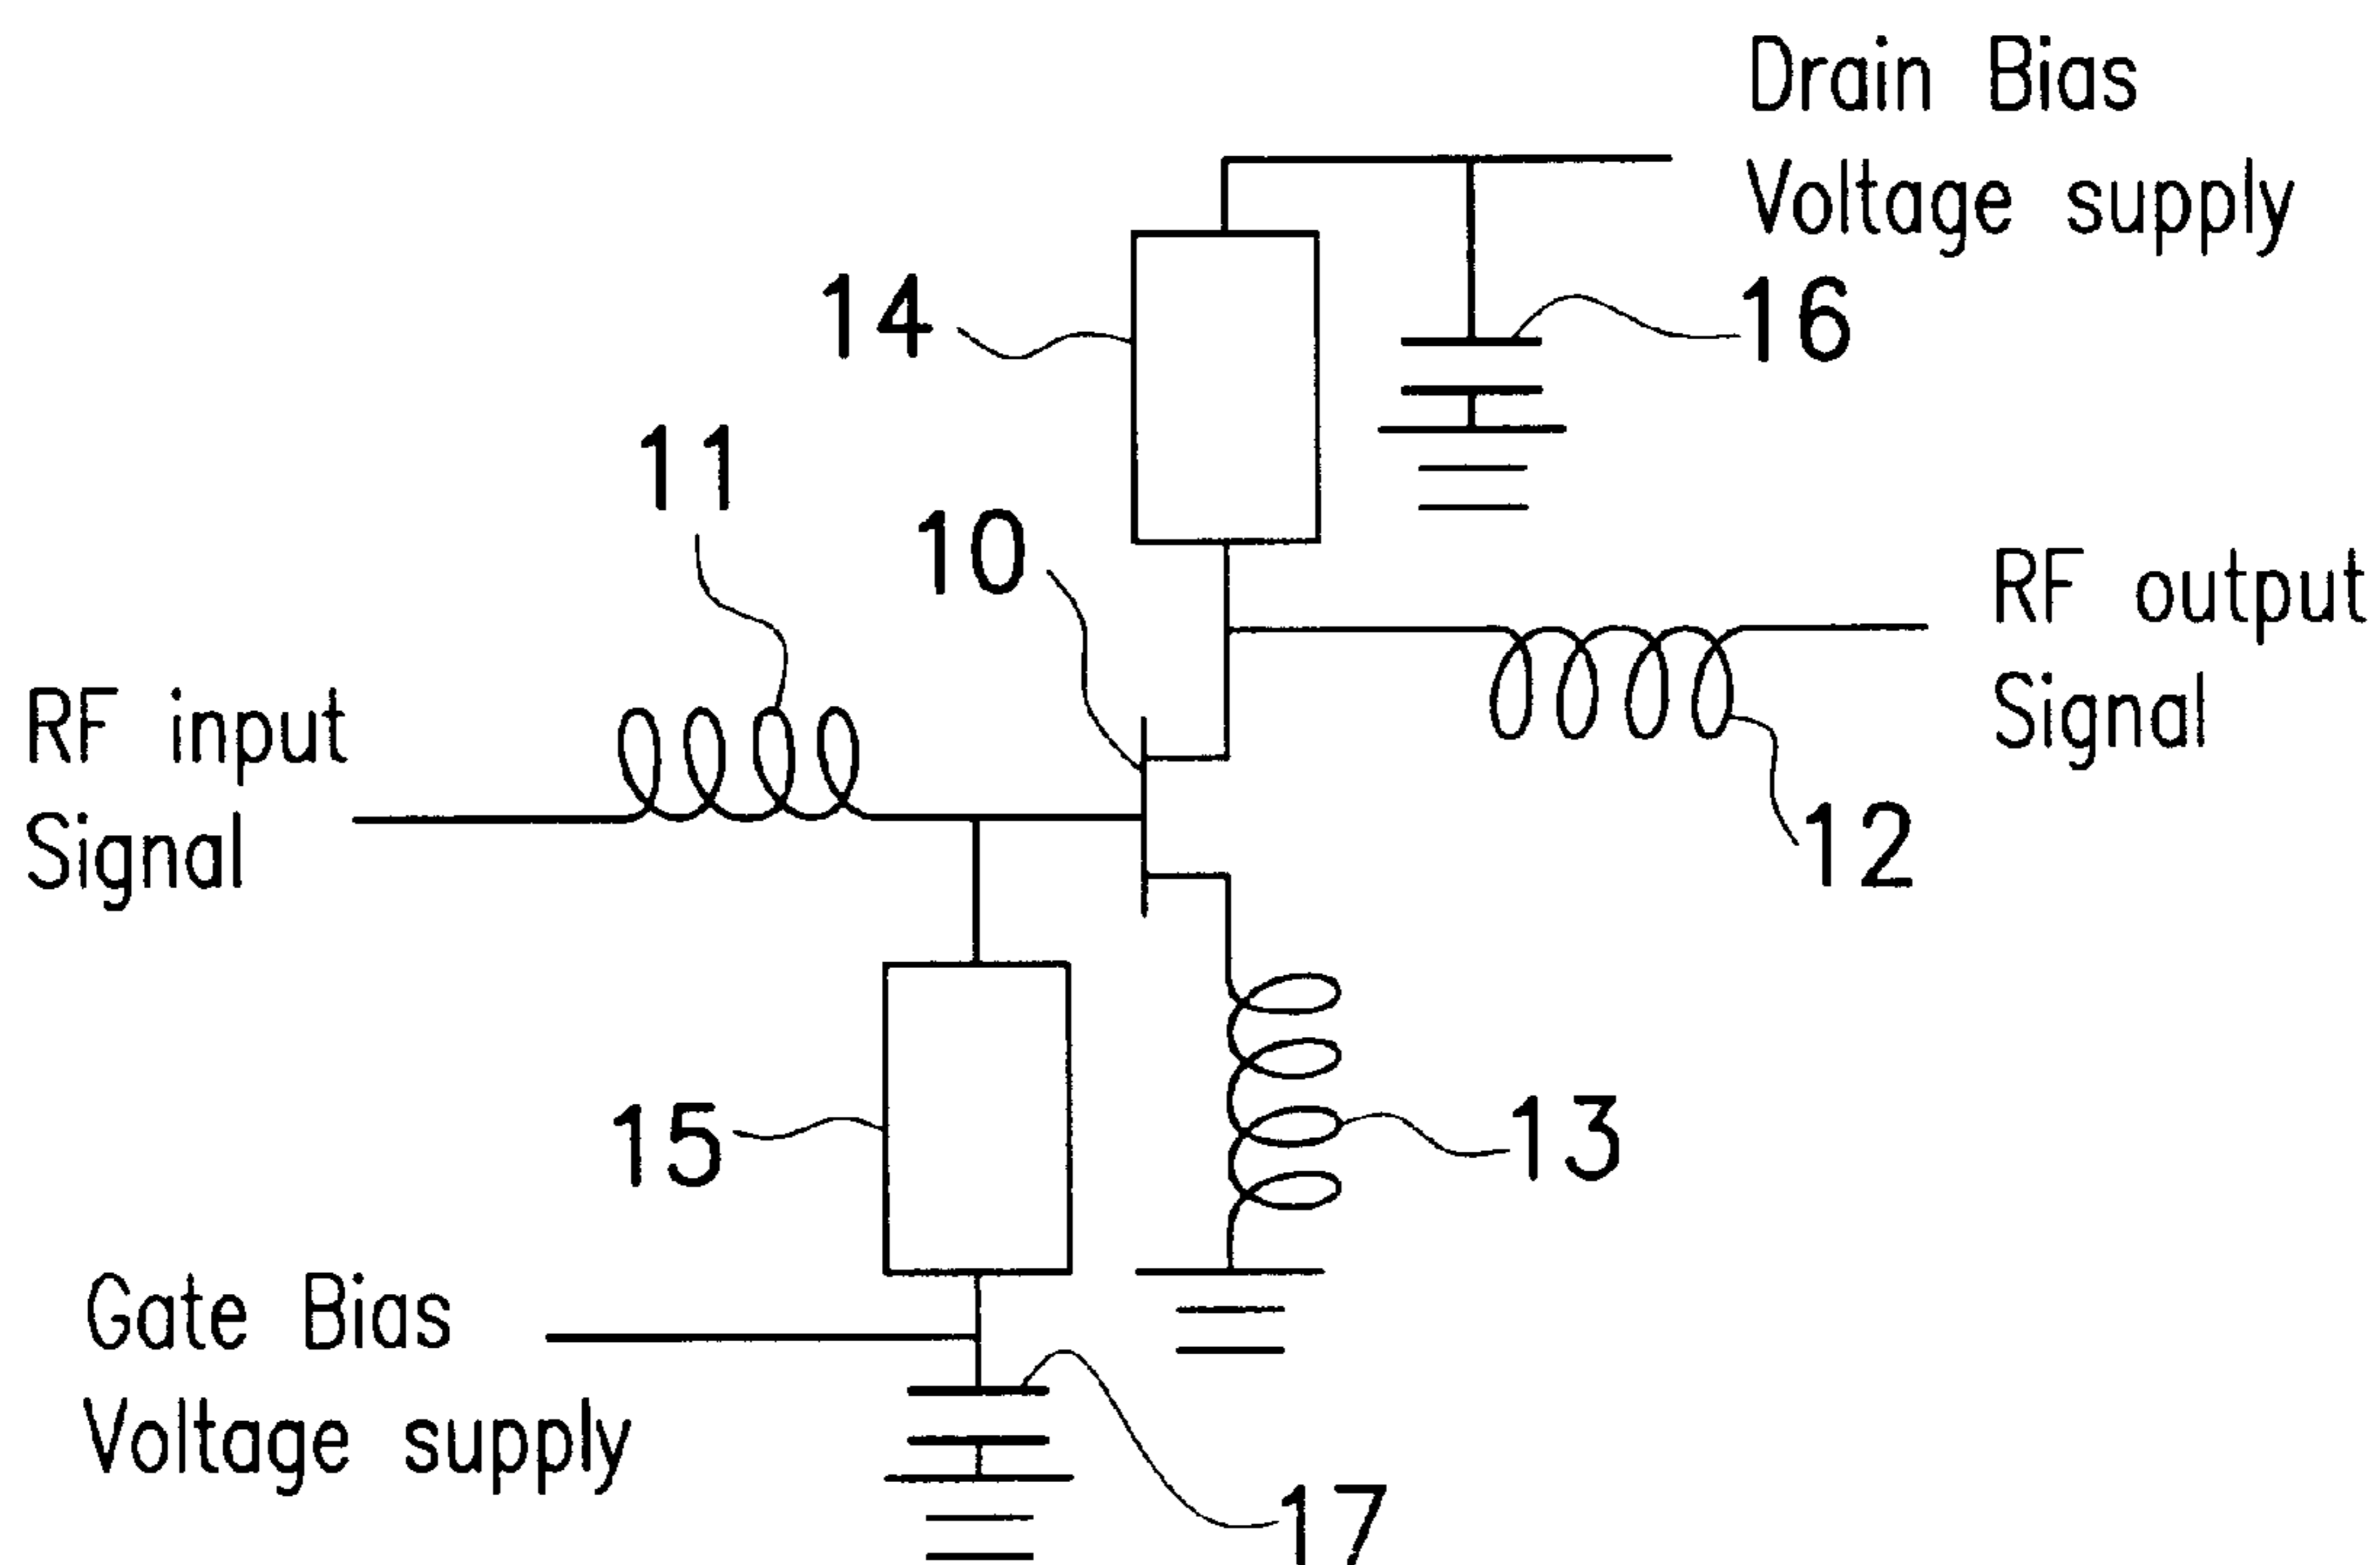 Drain Bias
Voltage supply
14
16
11
10
RF output
Signal
RF input
Signal
12
15
13
Gate Bias
Voltage supply
17